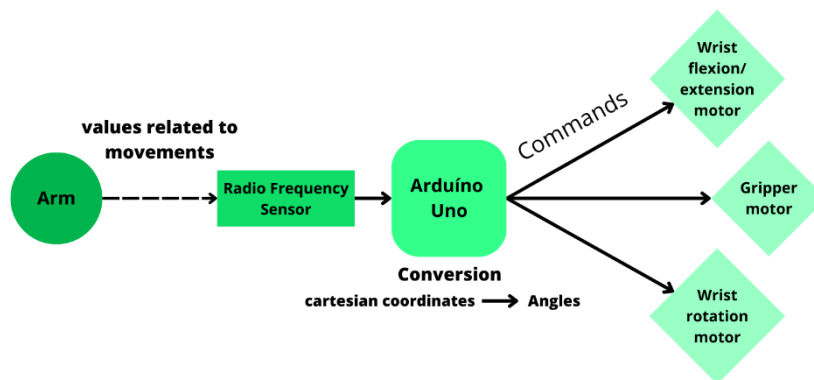 values related to
movements
Arm
Radio Frequency
Sensor
Arduíno
Uno
Conversion
cartesian coordinates
Angles
Commands
Wrist
flexion/
extension
motor
Gripper
motor
Wrist
rotation
motor